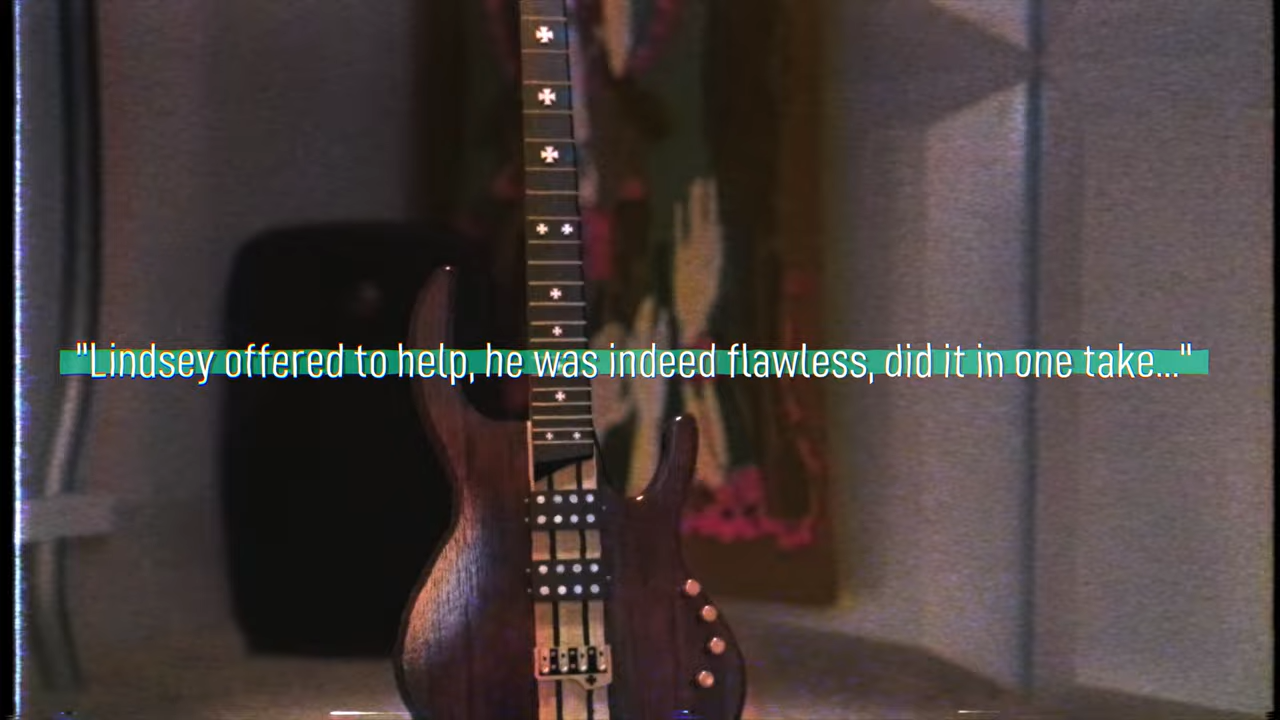 "Lindsey offered to help, he was indeed flawless, did it in one take..."